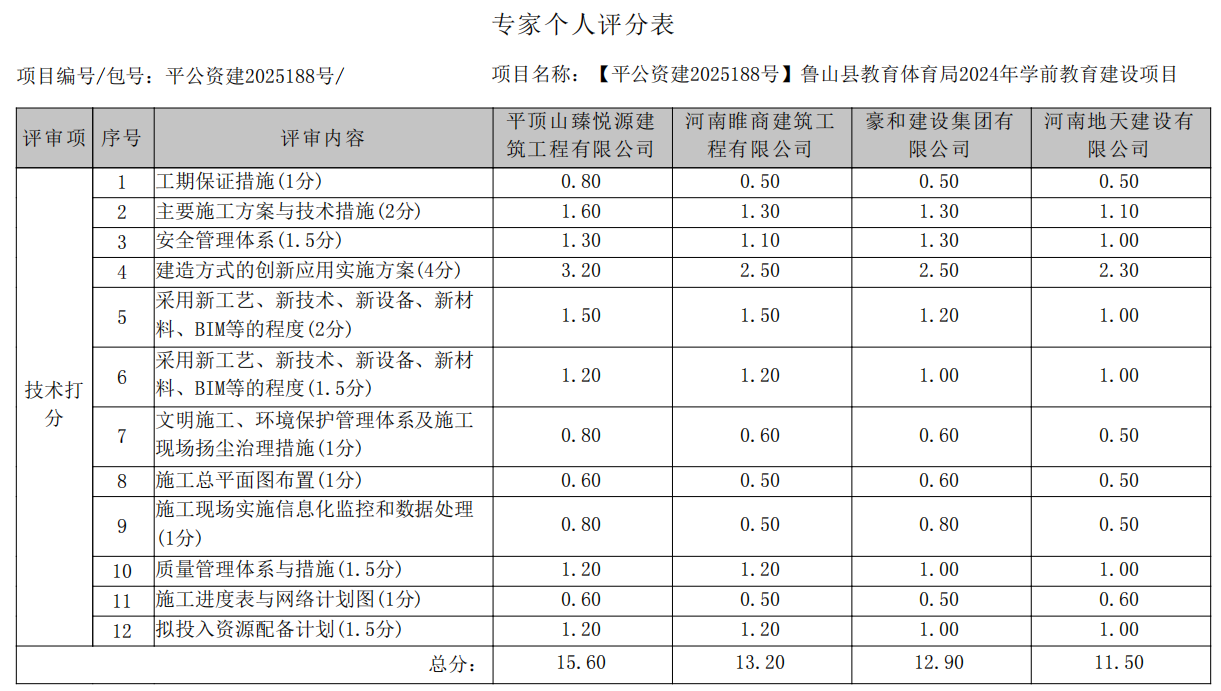 专家个人评分表
项目编号/包号：平公资建2025188号/
项目名称：【平公资建2025188号】鲁山县教育体育局2024年学前教育建设项目
评审项 序号 评审内容 平顶山臻悦源建筑工程有限公司 河南睢商建筑工程有限公司 豪和建设集团有限公司 河南地天建设有限公司
技术打分
1 工期保证措施(1分) 0.80 0.50 0.50 0.50
2 主要施工方案与技术措施(2分) 1.60 1.30 1.30 1.10
3 安全管理体系(1.5分) 1.30 1.10 1.30 1.00
4 建造方式的创新应用实施方案(4分) 3.20 2.50 2.50 2.30
5 采用新工艺、新技术、新设备、新材料、BIM等的程度(2分) 1.50 1.50 1.20 1.00
6 采用新工艺、新技术、新设备、新材料、BIM等的程度(1.5分) 1.20 1.20 1.00 1.00
7 文明施工、环境保护管理体系及施工现场扬尘治理措施(1分) 0.80 0.60 0.60 0.50
8 施工总平面图布置(1分) 0.60 0.50 0.60 0.50
9 施工现场实施信息化监控和数据处理(1分) 0.80 0.50 0.80 0.50
10 质量管理体系与措施(1.5分) 1.20 1.20 1.00 1.00
11 施工进度表与网络计划图(1分) 0.60 0.50 0.50 0.60
12 拟投入资源配备计划(1.5分) 1.20 1.20 1.00 1.00
总分： 15.60 13.20 12.90 11.50